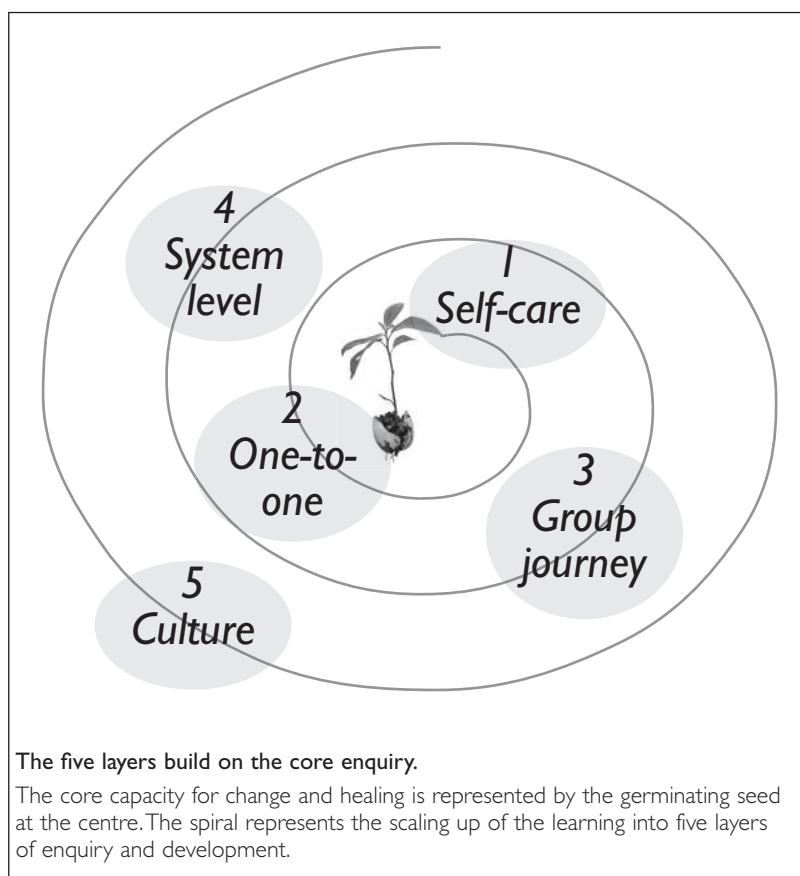 1
Self-care
2
One-to-
one
3
Group
journey
4
System
level
5
Culture
The five layers build on the core enquiry.
The core capacity for change and healing is represented by the germinating seed
at the centre. The spiral represents the scaling up of the learning into five layers
of enquiry and development.